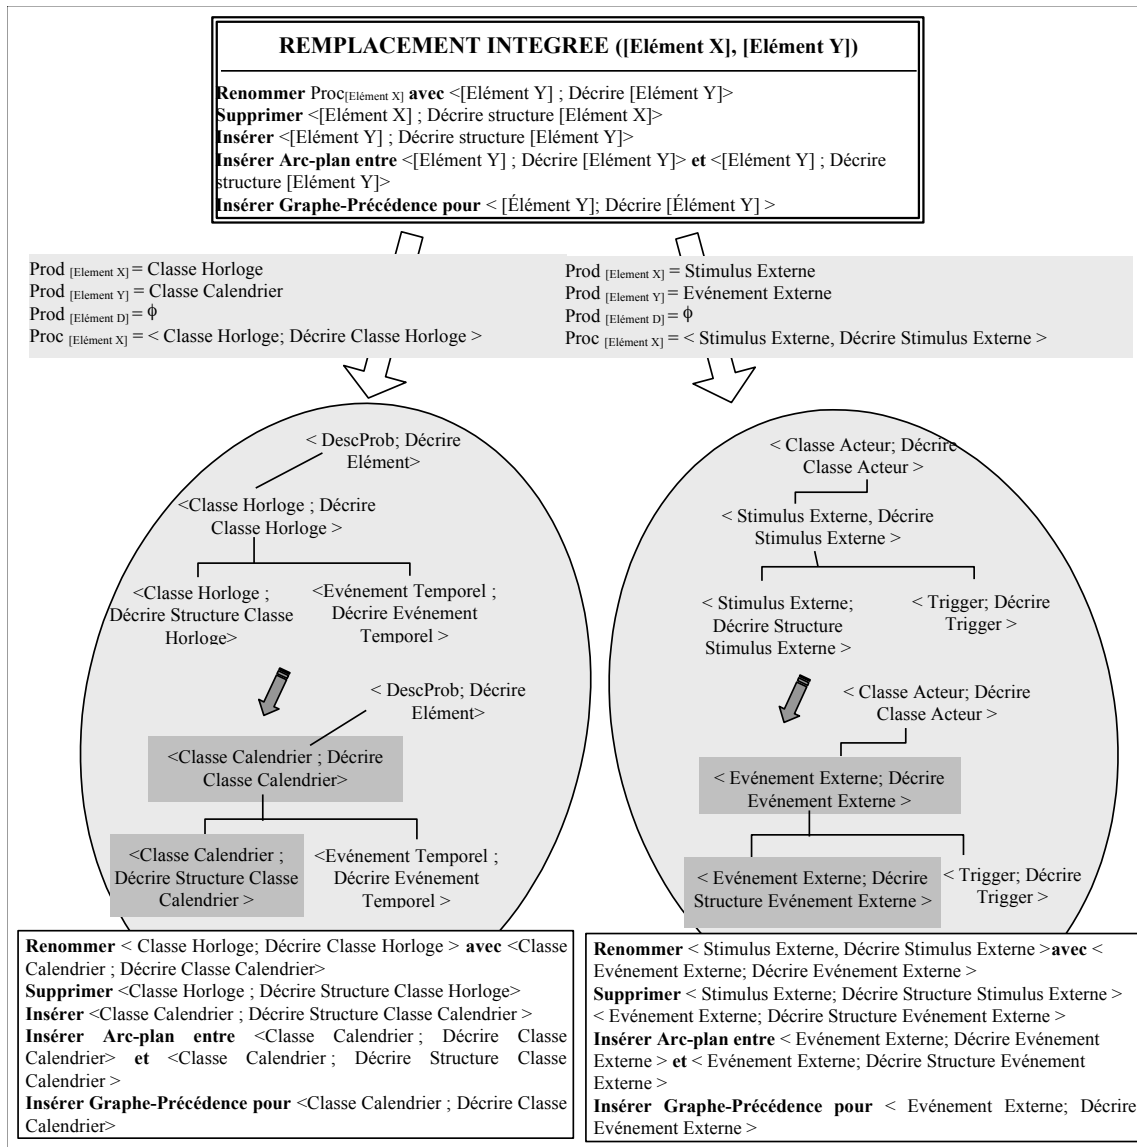 REMPLACEMENT INTEGREE ([Elément X], [Elément Y])
Renommer Proc[Elément X] avec <[Elément Y] ; Décrire [Elément Y]>
Supprimer <[Elément X] ; Décrire structure [Elément X]>
Insérer <[Elément Y] ; Décrire structure [Elément Y]>
Insérer Arc-plan entre <[Elément Y] ; Décrire [Elément Y]> et <[Elément Y] ; Décrire
structure [Elément Y]>
Insérer Graphe-Précédence pour < [Élément Y]; Décrire [Élément Y] >
Prod [Element X] = Classe Horloge
Prod [Element Y] = Classe Calendrier
Prod [Elément D] = ϕ
Proc [Elément X] = < Classe Horloge; Décrire Classe Horloge >
Prod [Element X] = Stimulus Externe
Prod [Element Y] = Evénement Externe
Prod [Elément D] = ϕ
Proc [Elément X] = < Stimulus Externe, Décrire Stimulus Externe >
< DescProb; Décrire
Elément>
<Classe Horloge ; Décrire
Classe Horloge >
<Classe Horloge ;
Décrire Structure Classe
Horloge>
<Evénement Temporel ;
Décrire Evénement
Temporel >
< DescProb; Décrire
Elément>
<Classe Calendrier ; Décrire
Classe Calendrier>
<Classe Calendrier ;
Décrire Structure Classe
Calendrier >
<Evénement Temporel ;
Décrire Evénement
Temporel >
< Classe Acteur; Décrire
Classe Acteur >
< Stimulus Externe, Décrire
Stimulus Externe >
< Stimulus Externe;
Décrire Structure
Stimulus Externe >
< Trigger; Décrire
Trigger >
< Classe Acteur; Décrire
Classe Acteur >
< Evénement Externe; Décrire
Evénement Externe >
< Evénement Externe; Décrire
Structure Evénement Externe >
< Trigger; Décrire
Trigger >
Renommer < Classe Horloge; Décrire Classe Horloge > avec <Classe
Calendrier ; Décrire Classe Calendrier>
Supprimer <Classe Horloge ; Décrire Structure Classe Horloge>
Insérer <Classe Calendrier ; Décrire Structure Classe Calendrier >
Insérer Arc-plan entre <Classe Calendrier ; Décrire Classe
Calendrier> et <Classe Calendrier ; Décrire Structure Classe
Calendrier >
Insérer Graphe-Précédence pour <Classe Calendrier ; Décrire Classe
Calendrier>
Renommer < Stimulus Externe, Décrire Stimulus Externe >avec <
Evénement Externe; Décrire Evénement Externe >
Supprimer < Stimulus Externe; Décrire Structure Stimulus Externe >
< Evénement Externe; Décrire Structure Evénement Externe >
Insérer Arc-plan entre < Evénement Externe; Décrire Evénement
Externe > et < Evénement Externe; Décrire Structure Evénement
Externe >
Insérer Graphe-Précédence pour < Evénement Externe; Décrire
Evénement Externe >